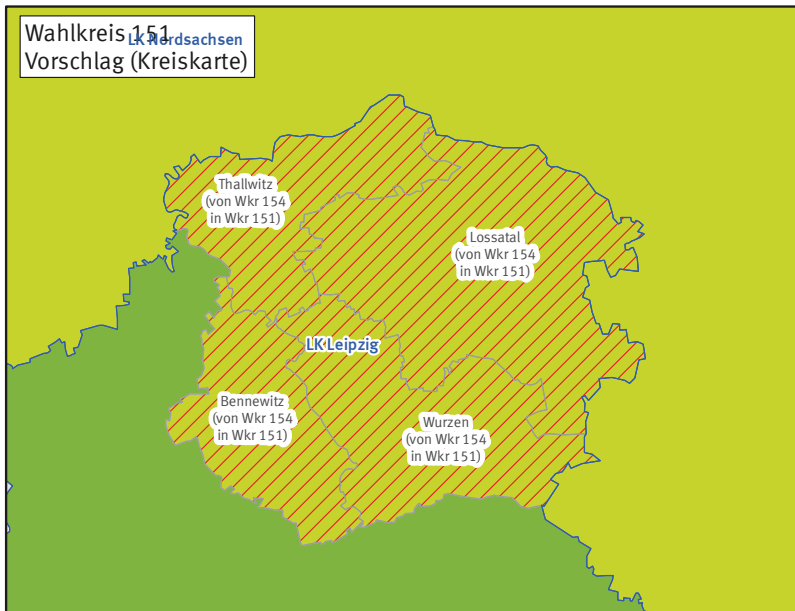 Wahlkreis 151
Vorschlag (Kreiskarte)
LK Nordsachsen
Thallwitz
(von Wkr 154
in Wkr 151)
Lossatal
(von Wkr 154
in Wkr 151)
LK Leipzig
Bennewitz
(von Wkr 154
in Wkr 151)
Wurzen
(von Wkr 154
in Wkr 151)